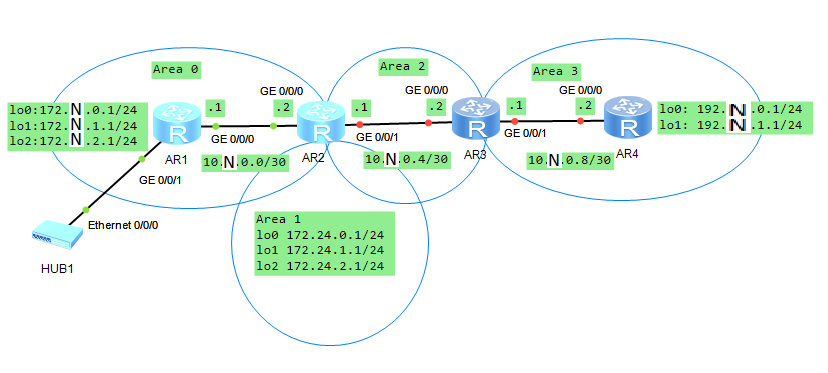 Area 0
Area 2
Area 3
GE 0/0/0
GE 0/0/0
lo0:172.N.0.1/24
lo1:172.N.1.1/24
lo2:172.N.2.1/24
.1
.2
.1
.2
.1
.2
lo0: 192.N.0.1/24
lo1: 192.N.1.1/24
R
R
R
R
GE 0/0/0
GE 0/0/1
GE 0/0/1
AR1
AR2
AR3
AR4
10.N.0.0/30
10.N.0.4/30
10.N.0.8/30
GE 0/0/1
Ethernet 0/0/0
HUB1
Area 1
lo0 172.24.0.1/24
lo1 172.24.1.1/24
lo2 172.24.2.1/24